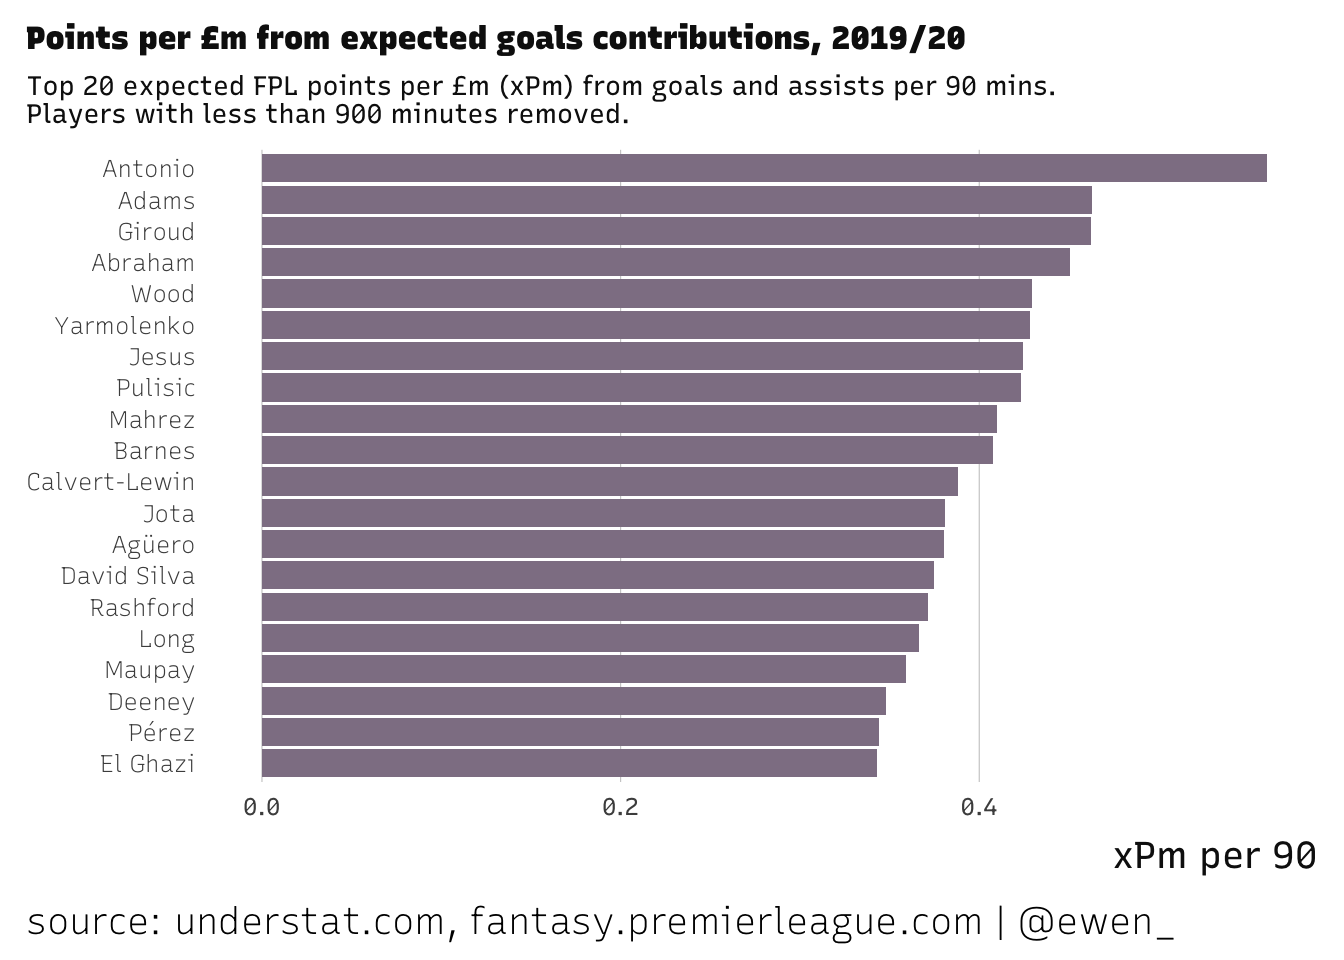 Points per £m from expected goals contributions, 2019/20
Top 20 expected FPL points per £m (xPm) from goals and assists per 90 mins.
Players with less than 900 minutes removed.
Antonio
Adams
Giroud
Abraham
Wood
Yarmolenko
Jesus
Pulisic
Mahrez
Barnes
Calvert-Lewin
Jota
Agüero
David Silva
Rashford
Long
Maupay
Deeney
Pérez
El Ghazi
0.0 0.2 0.4
xPm per 90
source: understat.com, fantasy.premierleague.com | @ewen_